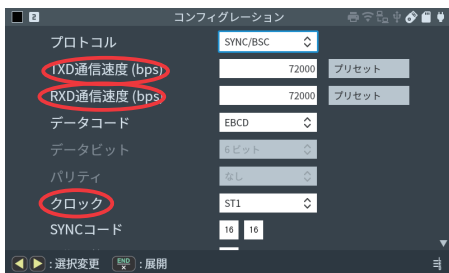 2 コンフィグレーション
プロトコル SYNC/BSC
TXD通信速度 (bps) 72000 プリセット
RXD通信速度 (bps) 72000 プリセット
データコード EBCD
データビット 6ビット
パリティ なし
クロック ST1
SYNCコード 16 16
:選択変更 END × :展開